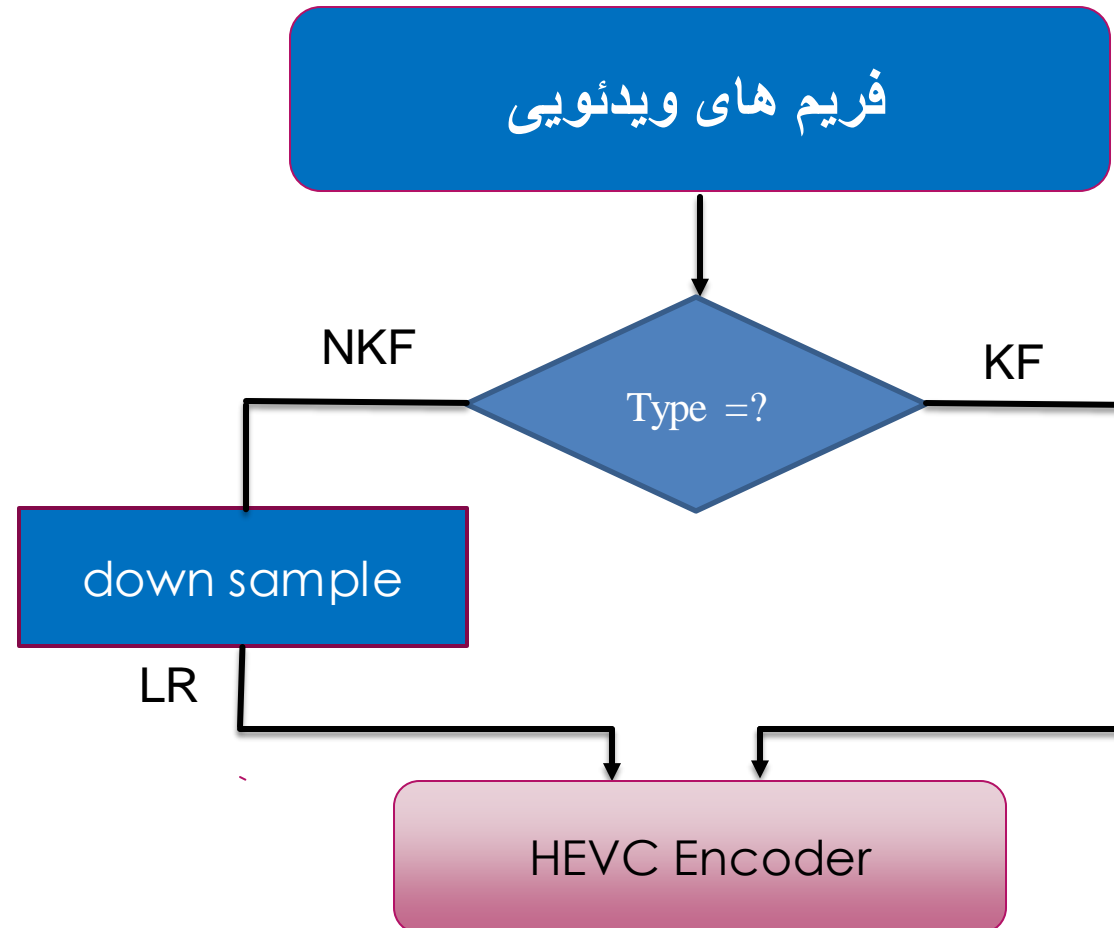 فریم های ویدئویی
NKF
KF
Type =?
down sample
LR
HEVC Encoder